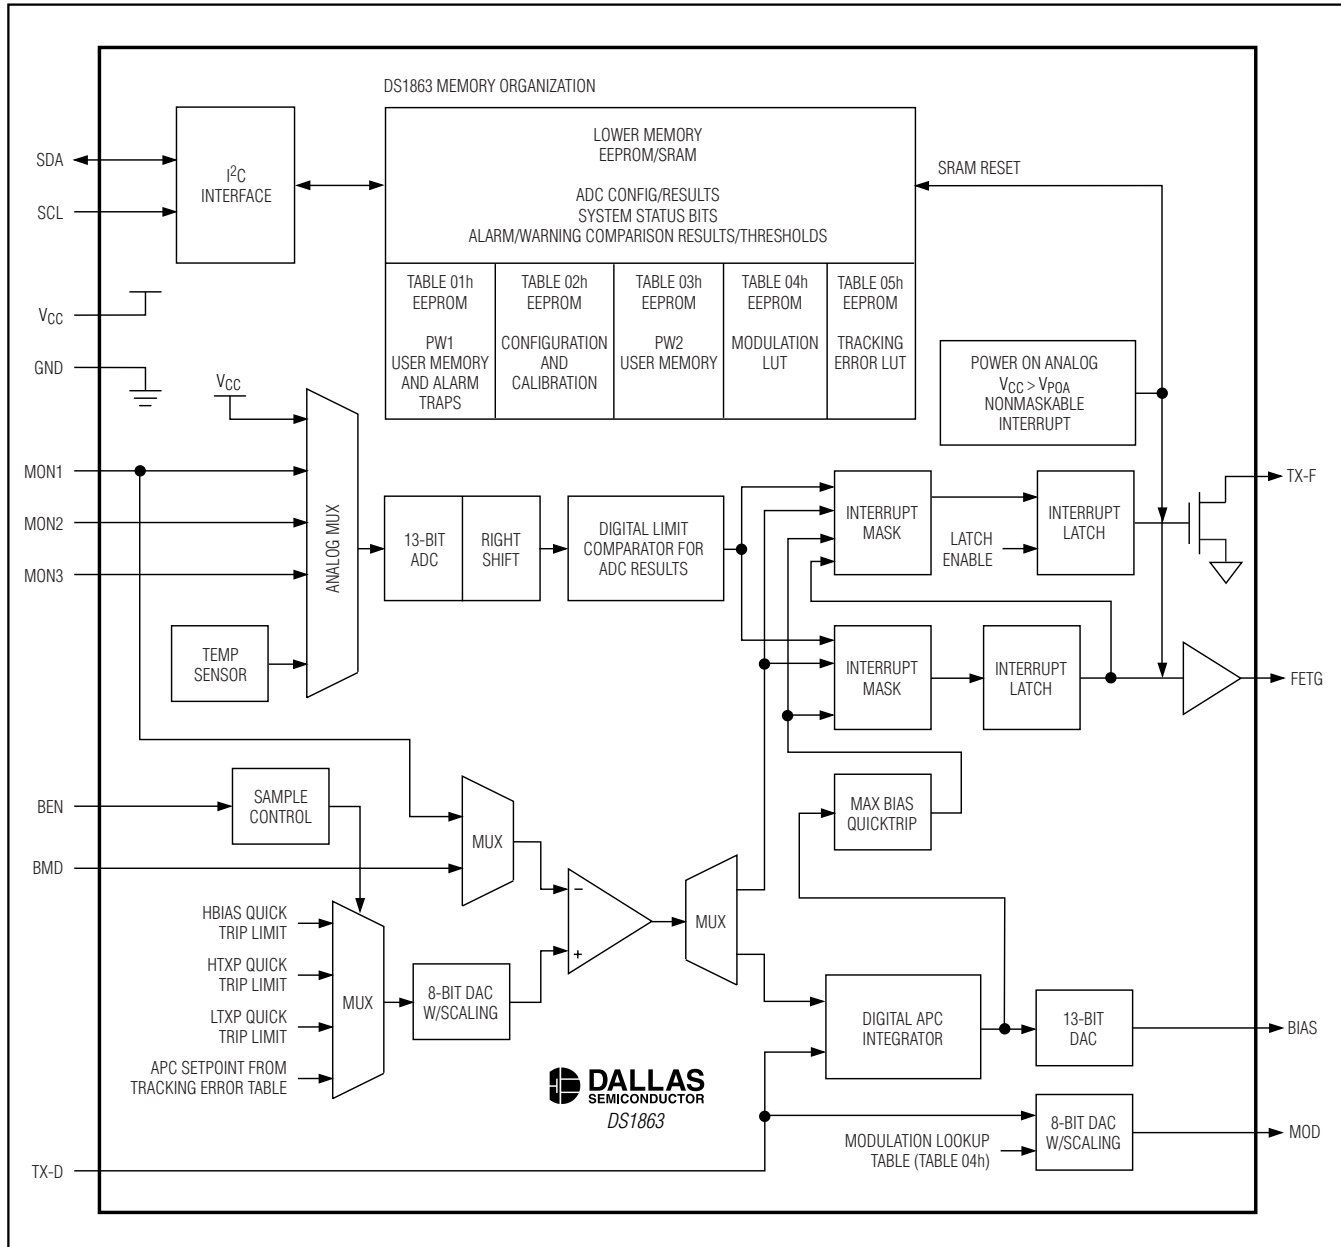 DS1863 MEMORY ORGANIZATION
LOWER MEMORY
EEPROM/SRAM
ADC CONFIG/RESULTS
SYSTEM STATUS BITS
ALARM/WARNING COMPARISON RESULTS/THRESHOLDS
SDA
SCL
I²C
INTERFACE
SRAM RESET
TABLE 01h
EEPROM
PW1
USER MEMORY
AND ALARM
TRAPS
TABLE 02h
EEPROM
CONFIGURATION
AND
CALIBRATION
TABLE 03h
EEPROM
PW2
USER MEMORY
TABLE 04h
EEPROM
MODULATION
LUT
TABLE 05h
EEPROM
TRACKING
ERROR LUT
VCC
GND
VCC
POWER ON ANALOG
VCC > VPOA
NONMASKABLE
INTERRUPT
MON1
MON2
MON3
ANALOG MUX
13-BIT
ADC
RIGHT
SHIFT
DIGITAL LIMIT
COMPARATOR FOR
ADC RESULTS
INTERRUPT
MASK
LATCH
ENABLE
INTERRUPT
LATCH
TX-F
TEMP
SENSOR
INTERRUPT
MASK
INTERRUPT
LATCH
FETG
BEN
SAMPLE
CONTROL
BMD
MUX
MAX BIAS
QUICKTRIP
HBIAS QUICK
TRIP LIMIT
HTXP QUICK
TRIP LIMIT
LTXP QUICK
TRIP LIMIT
APC SETPOINT FROM
TRACKING ERROR TABLE
MUX
8-BIT DAC
W/SCALING
−
+
MUX
DIGITAL APC
INTEGRATOR
13-BIT
DAC
BIAS
DALLAS
SEMICONDUCTOR
DS1863
8-BIT DAC
W/SCALING
MOD
MODULATION LOOKUP
TABLE (TABLE 04h)
TX-D